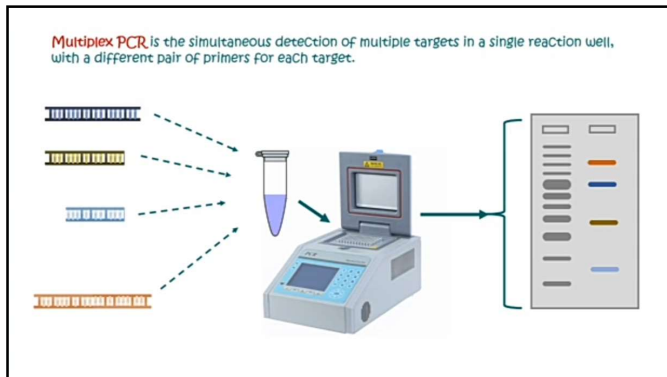 Multiplex PCR is the simultaneous detection of multiple targets in a single reaction well,
with a different pair of primers for each target.